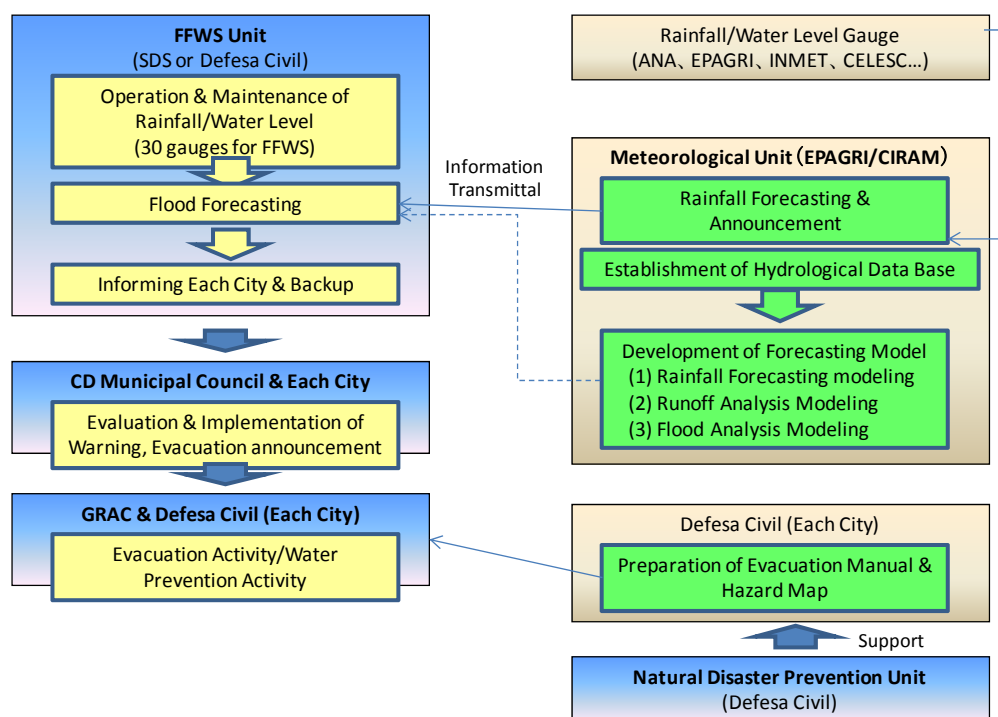 FFWS Unit
(SDS or Defesa Civil)
Operation & Maintenance of
Rainfall/Water Level
(30 gauges for FFWS)
Flood Forecasting
Informing Each City & Backup
CD Municipal Council & Each City
Evaluation & Implementation of
Warning, Evacuation announcement
GRAC & Defesa Civil (Each City)
Evacuation Activity/Water
Prevention Activity
Information
Transmittal
Rainfall/Water Level Gauge
(ANA、EPAGRI、INMET、CELESC...)
Meteorological Unit（EPAGRI/CIRAM）
Rainfall Forecasting &
Announcement
Establishment of Hydrological Data Base
Development of Forecasting Model
(1) Rainfall Forecasting modeling
(2) Runoff Analysis Modeling
(3) Flood Analysis Modeling
Defesa Civil (Each City)
Preparation of Evacuation Manual &
Hazard Map
Support
Natural Disaster Prevention Unit
(Defesa Civil)